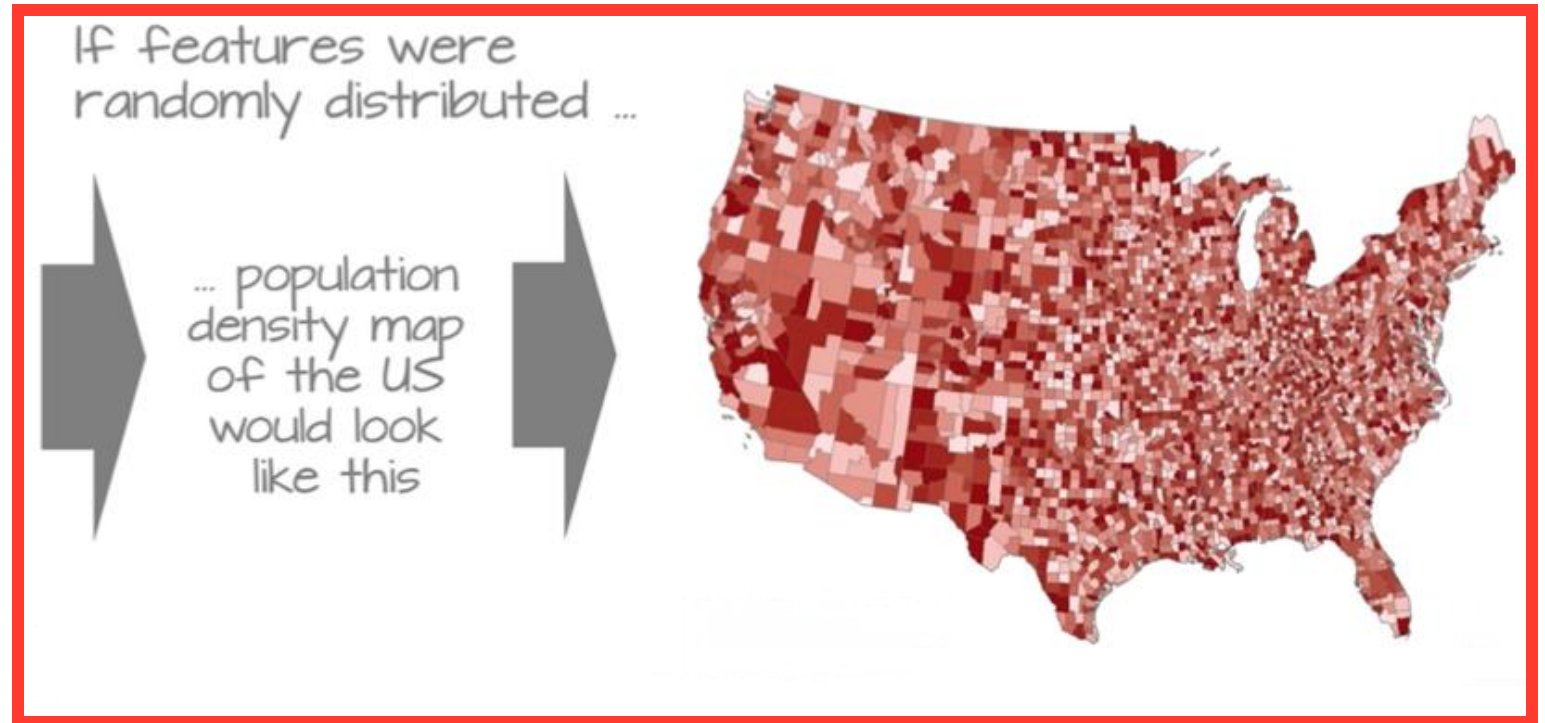 If features were
randomly distributed ...
... population
density map
of the US
would look
like this